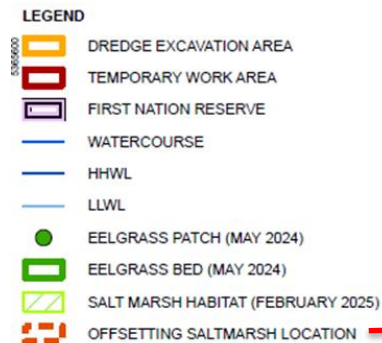 LEGEND
5365600
DREDGE EXCAVATION AREA
TEMPORARY WORK AREA
FIRST NATION RESERVE
WATERCOURSE
HHWL
LLWL
EELGRASS PATCH (MAY 2024)
EELGRASS BED (MAY 2024)
SALT MARSH HABITAT (FEBRUARY 2025)
OFFSETTING SALTMARSH LOCATION